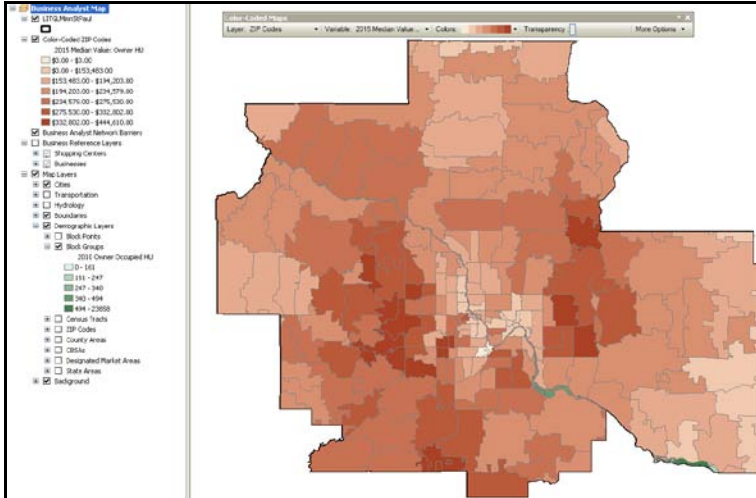 Business Analyst Map
LITGLMinnStPaul
Color-Coded ZIP Codes
2015 Median Value: Owner HU
$0.00 - $3.00
$0.00 - $153,483.00
$153,483.00 - $194,203.80
$194,203.00 - $234,579.00
$234,579.00 - $275,530.00
$275,530.00 - $332,802.00
$332,802.00 - $444,610.80
Business Analyst Network Barriers
Business Reference Layers
Shopping Centers
Businesses
Map Layers
Cities
Transportation
Hydrology
Boundaries
Demographic Layers
Block Points
Block Groups
2010 Owner Occupied HU
0 - 161
161 - 247
247 - 340
340 - 494
494 - 23858
Census Tracts
ZIP Codes
County Areas
CBSAs
Designated Market Areas
State Areas
Background
Color-Coded Maps
Layer: ZIP Codes Variable: 2015 Median Value ... Colors: Transparency More Options